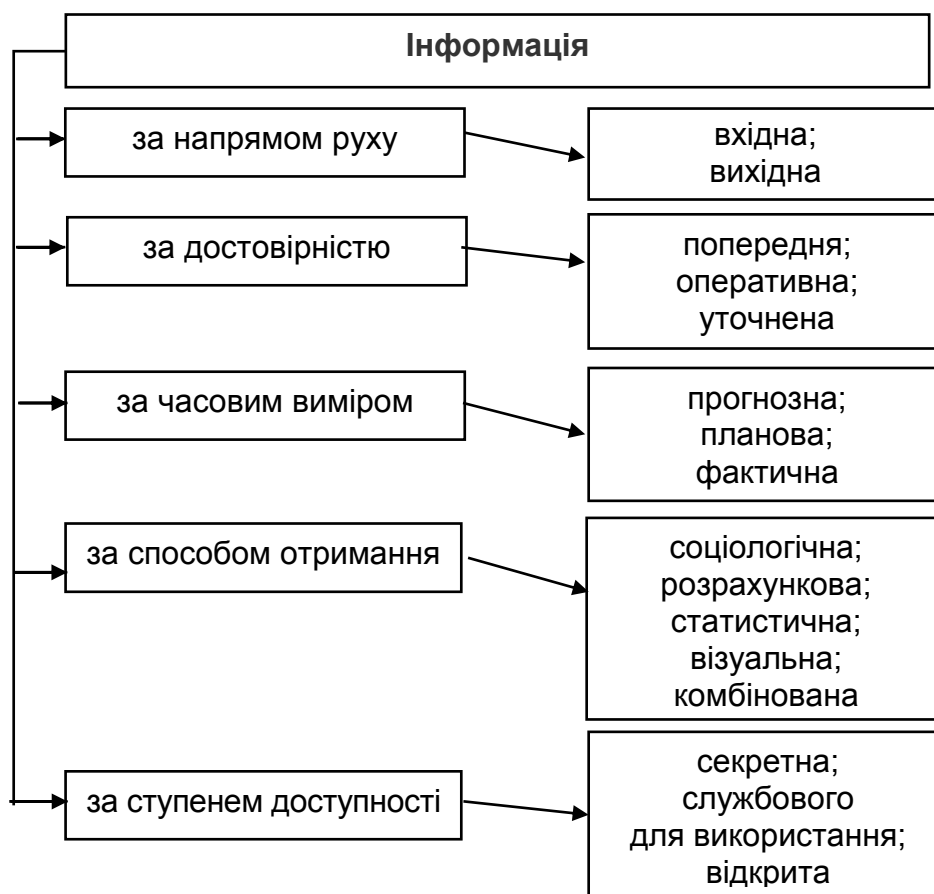 Інформація
за напрямом руху
вхідна;
вихідна
за достовірністю
попередня;
оперативна;
уточнена
за часовим виміром
прогнозна;
планова;
фактична
за способом отримання
соціологічна;
розрахункова;
статистична;
візуальна;
комбінована
за ступенем доступності
секретна;
службового
для використання;
відкрита